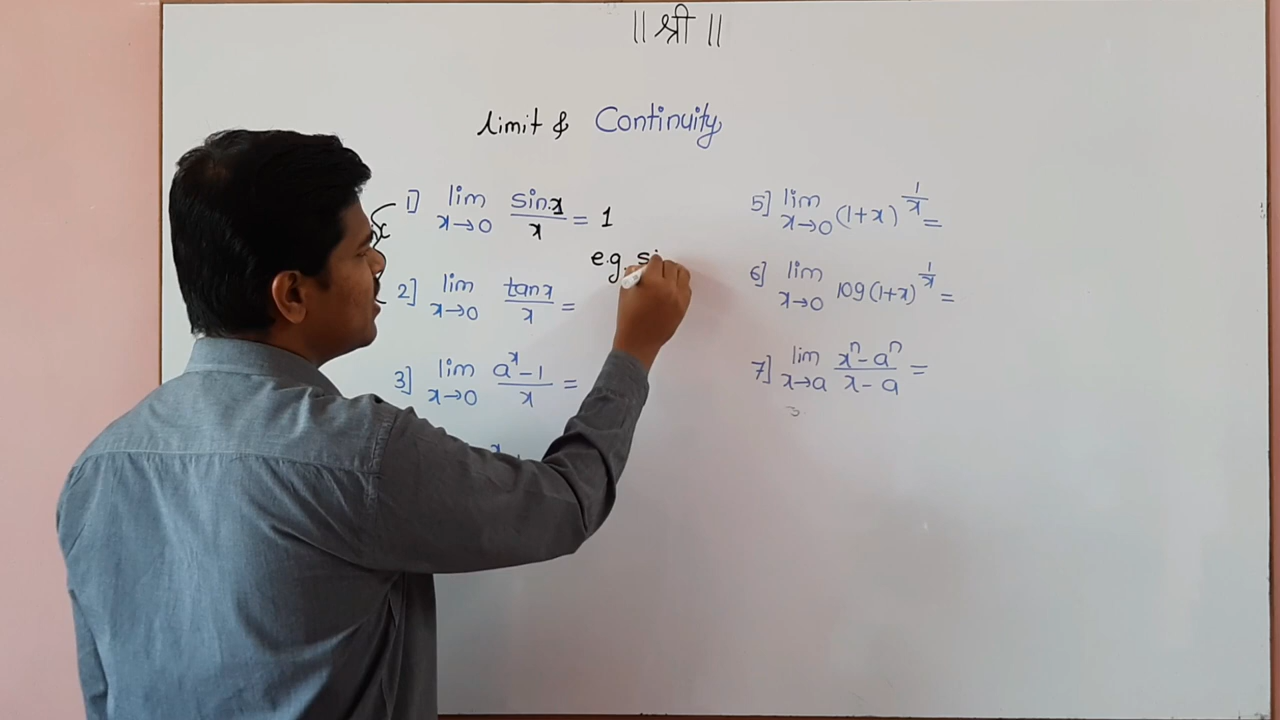 || श्री ||
Limit & Continuity
1] lim x→0 sin x / x = 1
e.g. si
2] lim x→0 tan x / x =
3] lim x→0 a^x - 1 / x =
5] lim x→0 (1+x)^1/x =
6] lim x→0 log(1+x)^1/x =
7] lim x→a x^n - a^n / x - a =